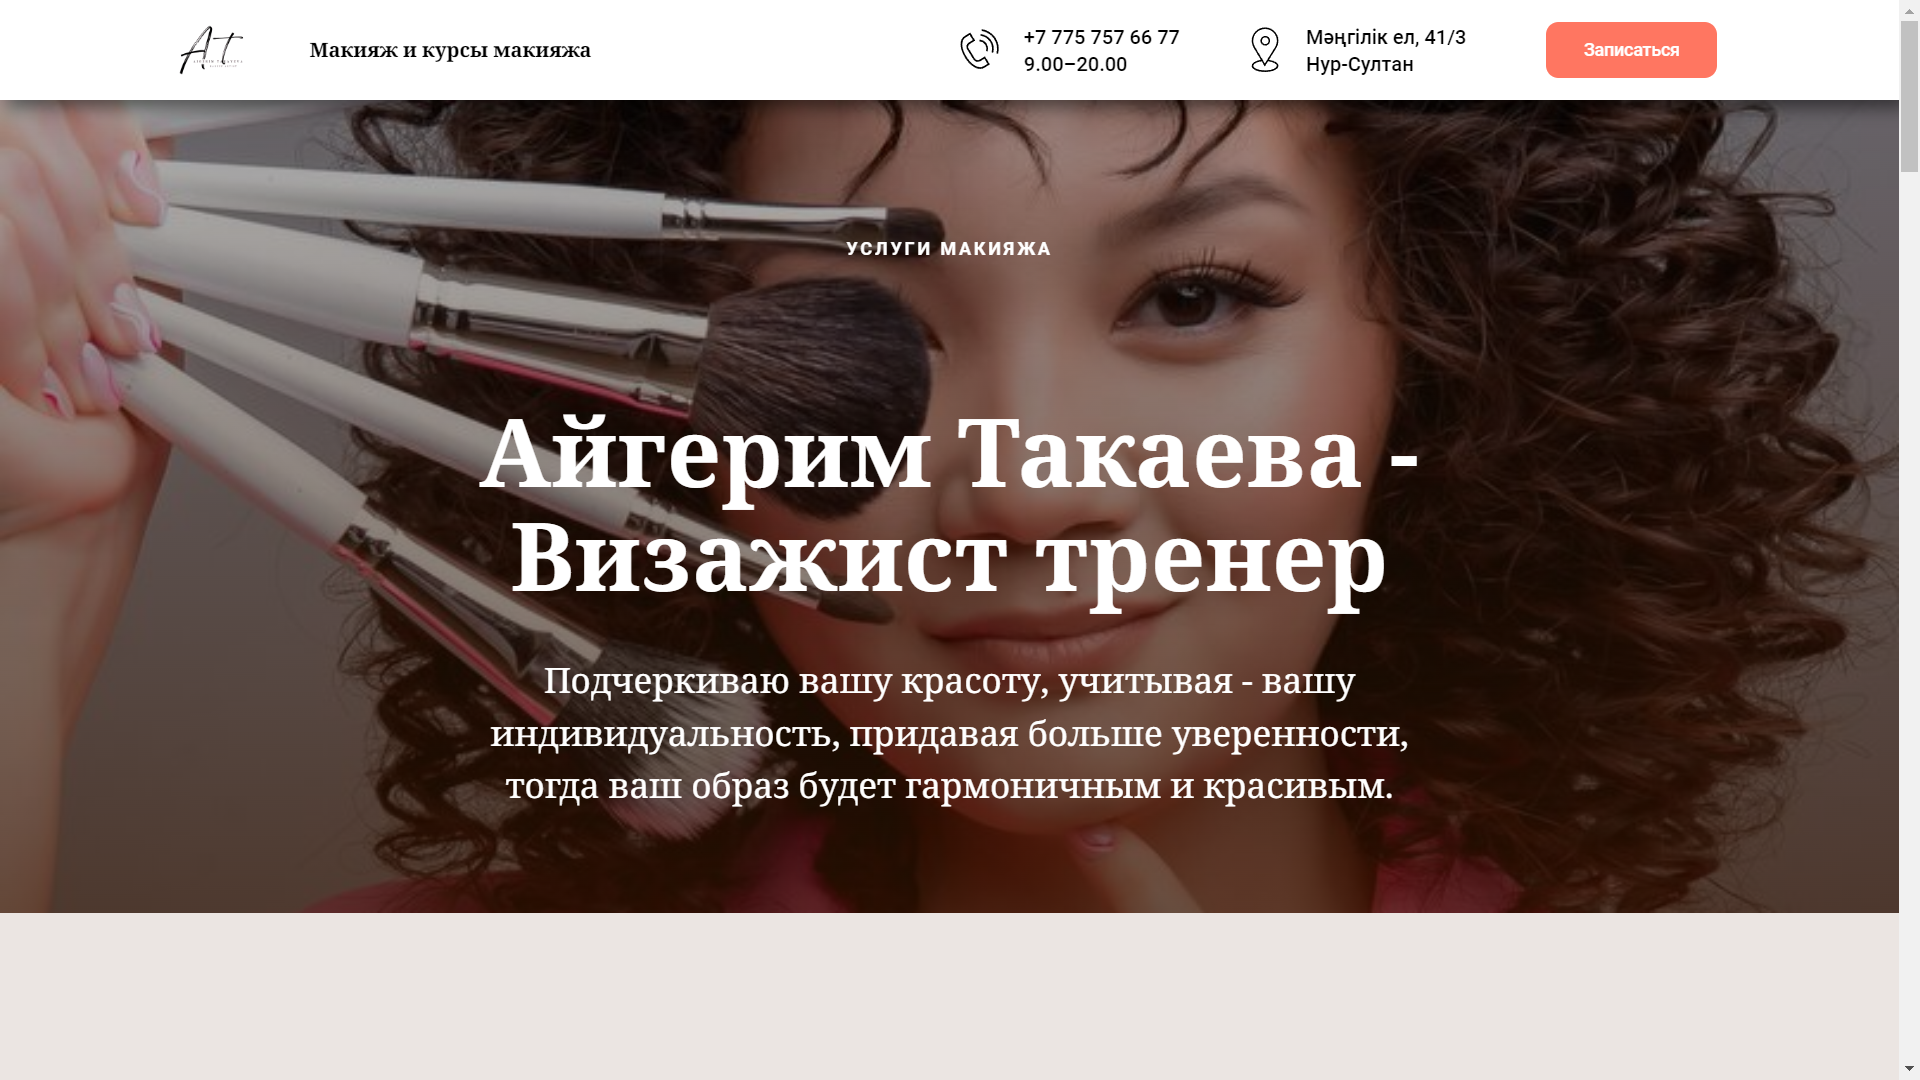 AT
Макияж и курсы макияжа
+7 775 757 66 77
9.00–20.00
Мәңгілік ел, 41/3
Нур-Султан
Записаться
УСЛУГИ МАКИЯЖА
Айгерим Такаева -
Визажист тренер
Подчеркиваю вашу красоту, учитывая - вашу
индивидуальность, придавая больше уверенности,
тогда ваш образ будет гармоничным и красивым.